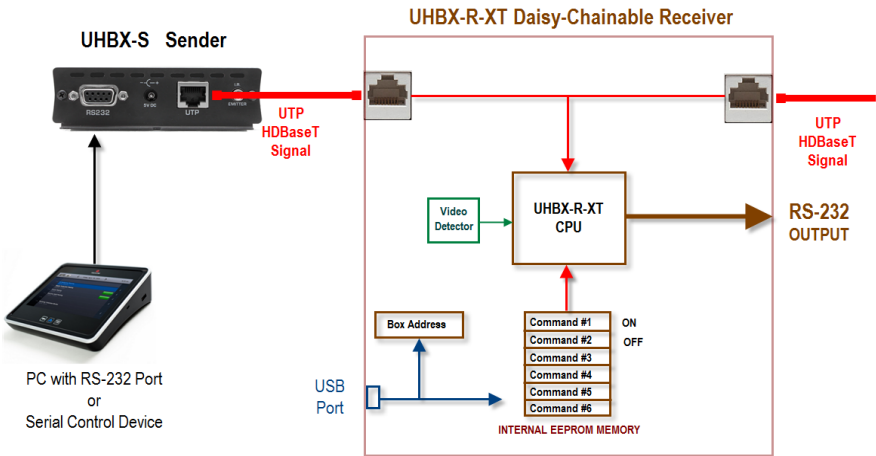 UHBX-R-XT Daisy-Chainable Receiver
UHBX-S Sender
RS232
5V DC
UTP
IR
EMITTER
UTP
HDBaseT
Signal
UTP
HDBaseT
Signal
Video
Detector
UHBX-R-XT
CPU
RS-232
OUTPUT
Box Address
Command #1
ON
Command #2
OFF
Command #3
Command #4
Command #5
Command #6
INTERNAL EEPROM MEMORY
USB
Port
PC with RS-232 Port
or
Serial Control Device